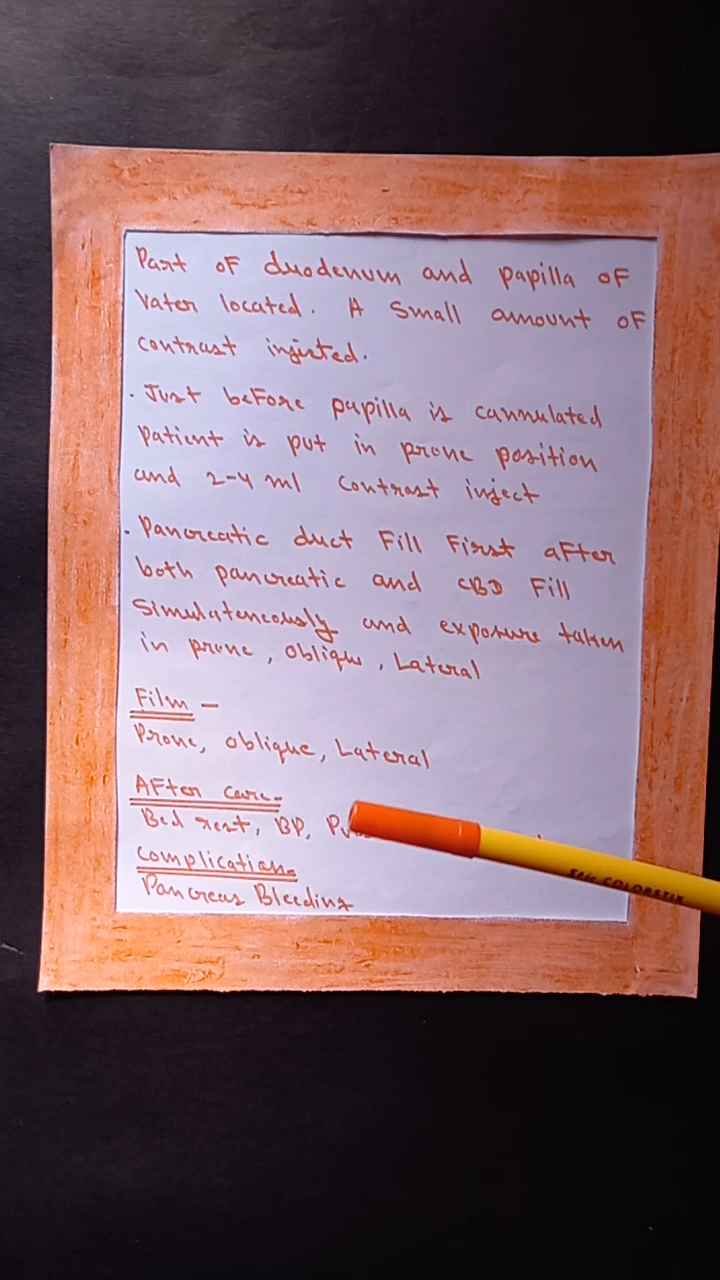 Part of duodenum and papilla of
Vater located. A small amount of
contrast injected.
. Just before papilla is cannulated
Patient is put in prone position
and 2-4 ml contrast inject
. Pancreatic duct fill first after
both pancreatic and CBD fill
simulateneously and exposure taken
in prone, oblique, Lateral
Film -
Prone, oblique, Lateral
After care-
Bed rest, BP,
Complication-
Pancreas Bleeding
COLORSTIX